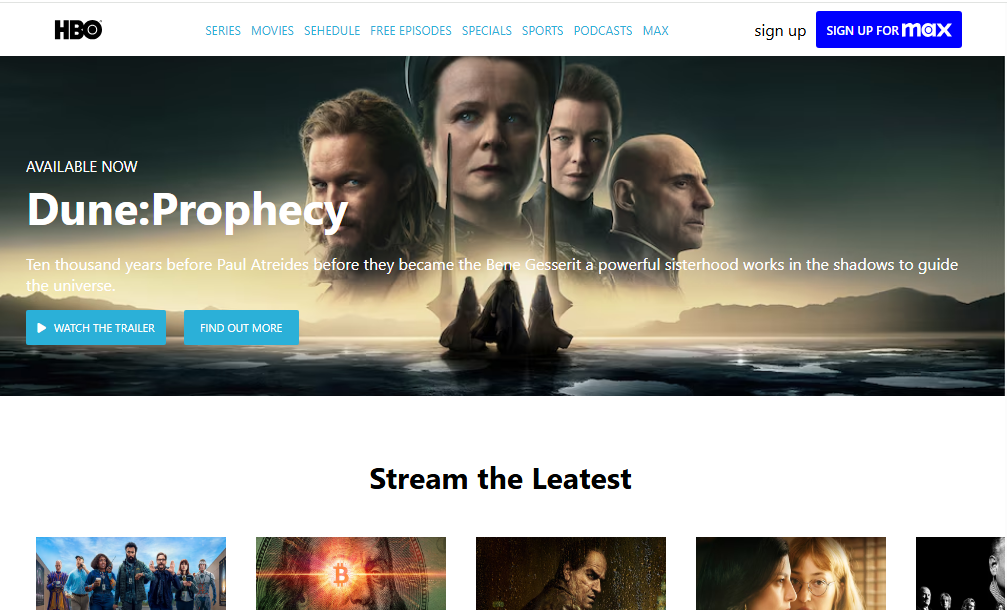 HBO
SERIES MOVIES SEHEDULE FREE EPISODES SPECIALS SPORTS PODCASTS MAX
sign up
SIGN UP FOR max
AVAILABLE NOW
Dune:Prophecy
Ten thousand years before Paul Atreides before they became the Bene Gesserit a powerful sisterhood works in the shadows to guide
the universe.
WATCH THE TRAILER
FIND OUT MORE
Stream the Leatest